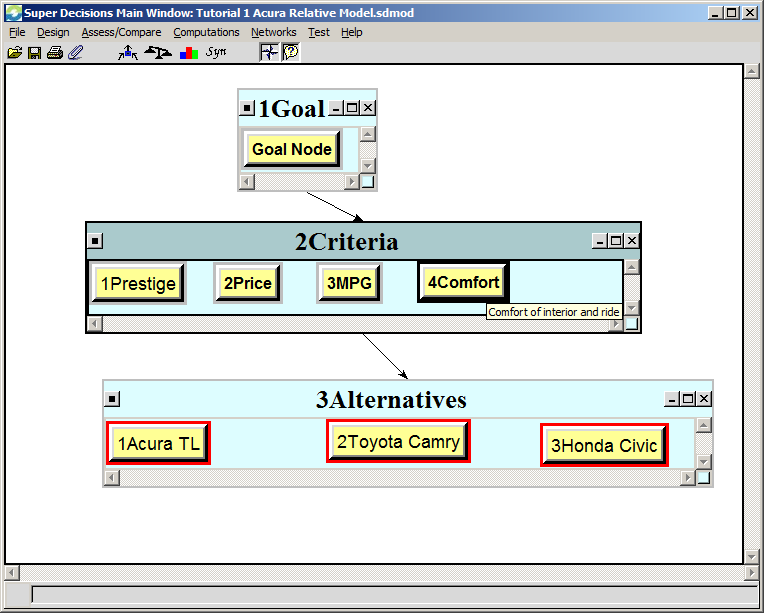 Super Decisions Main Window: Tutorial 1 Acura Relative Model.sdmod
File Design Assess/Compare Computations Networks Test Help
Syn
1Goal
Goal Node
2Criteria
1Prestige 2Price 3MPG 4Comfort
Comfort of interior and ride
3Alternatives
1Acura TL 2Toyota Camry 3Honda Civic